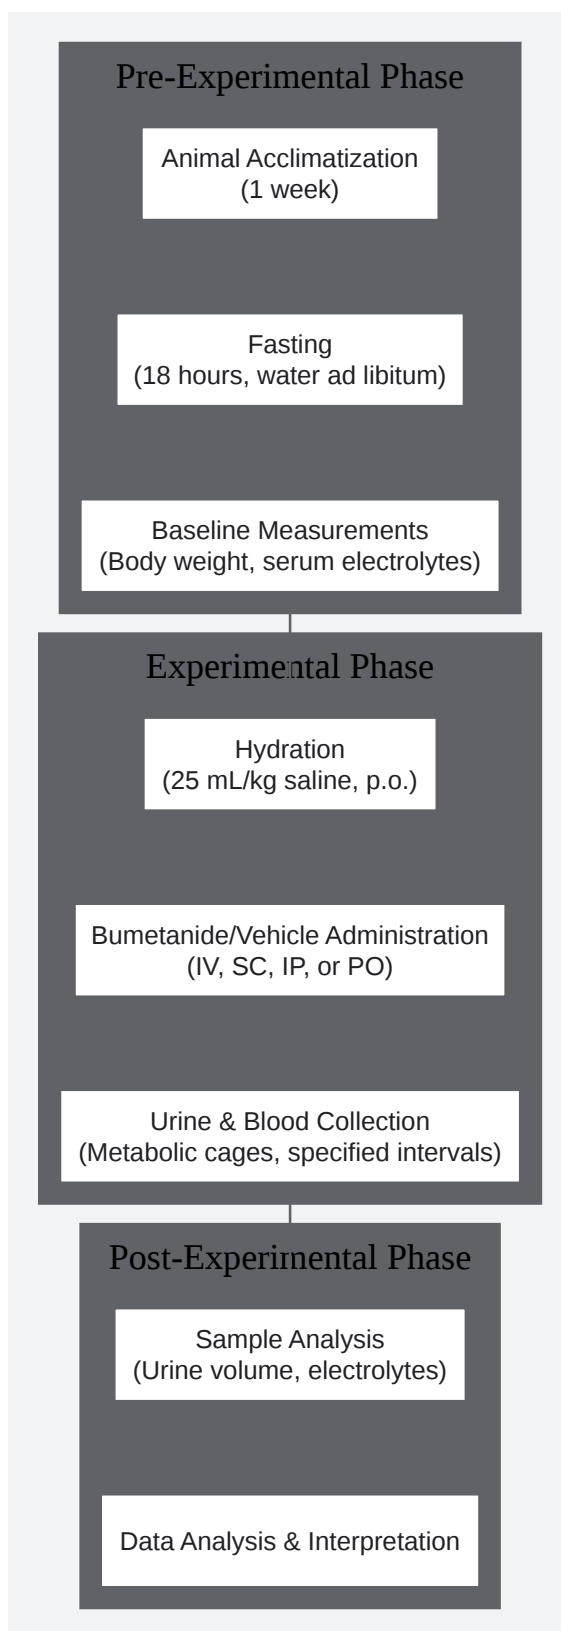 Pre-Experimental Phase
Animal Acclimatization
(1 week)
Fasting
(18 hours, water ad libitum)
Baseline Measurements
(Body weight, serum electrolytes)
Experimental Phase
Hydration
(25 mL/kg saline, p.o.)
Bumetanide/Vehicle Administration
(IV, SC, IP, or PO)
Urine & Blood Collection
(Metabolic cages, specified intervals)
Post-Experimental Phase
Sample Analysis
(Urine volume, electrolytes)
Data Analysis & Interpretation